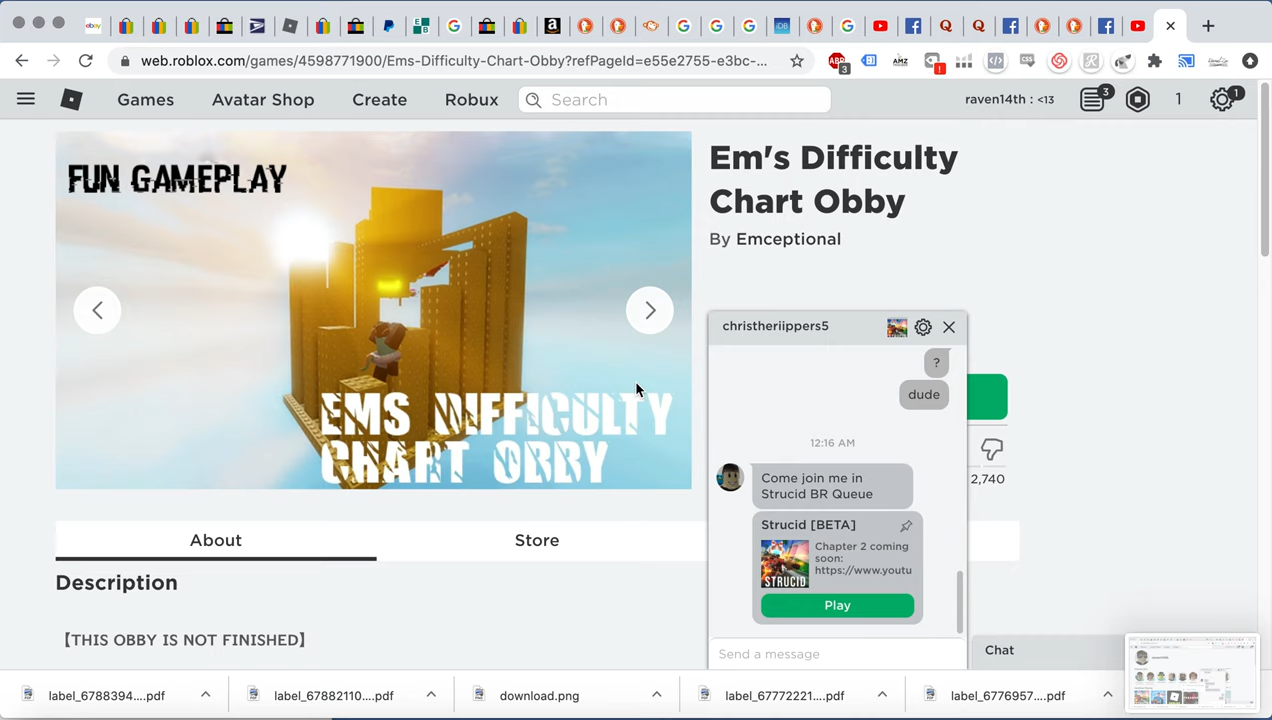 web.roblox.com/games/4598771900/Ems-Difficulty-Chart-Obby?refPageId=e55e2755-e3bc-...
Games
Avatar Shop
Create
Robux
Search
raven14th : <13
3
1
1
FUN GAMEPLAY
EMS DIFFICULTY
CHART OBBY
Em's Difficulty
Chart Obby
By Emceptional
christheriippers5
?
dude
12:16 AM
Come join me in
Strucid BR Queue
Strucid [BETA]
Chapter 2 coming
soon:
https://www.youtu
STRUCID
Play
Send a message
2,740
About
Store
Description
【THIS OBBY IS NOT FINISHED】
Chat
label_6788394....pdf
label_67882110....pdf
download.png
label_67772221....pdf
label_6776957....pdf